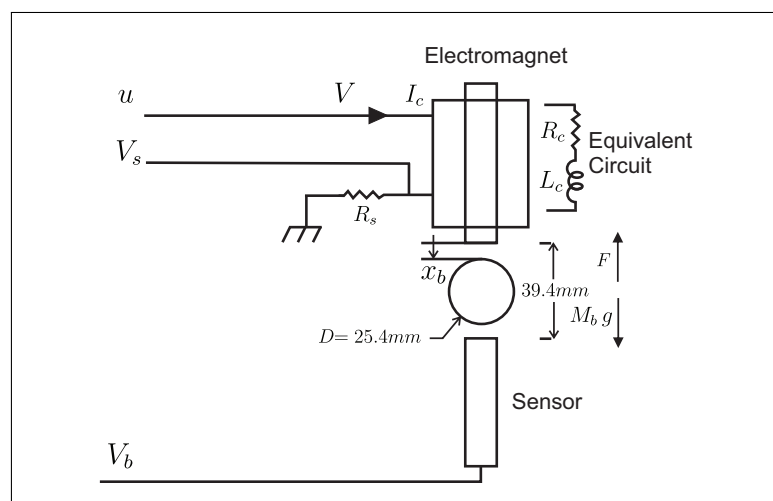 Electromagnet
u
V
I_c
R_c
Equivalent
Circuit
V_s
L_c
R_s
F
x_b
39.4mm
M_b g
D= 25.4mm
Sensor
V_b